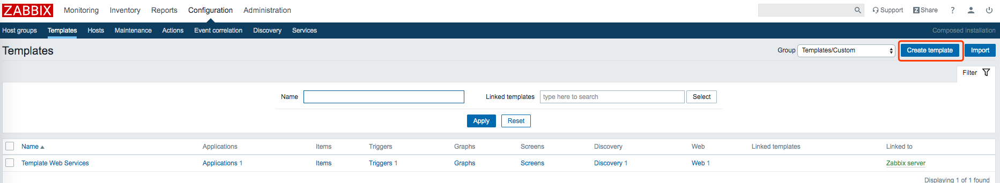 ZABBIX Monitoring Inventory Reports Configuration Administration Support Z Share ?
Host groups Templates Hosts Maintenance Actions Event correlation Discovery Services Composed installation
Templates Group Templates/Custom Create template Import
Filter
Name Linked templates type here to search Select
Apply Reset
Name Applications Items Triggers Graphs Screens Discovery Web Linked templates Linked to
Template Web Services Applications 1 Items Triggers 1 Graphs Screens Discovery 1 Web 1 Zabbix server
Displaying 1 of 1 found